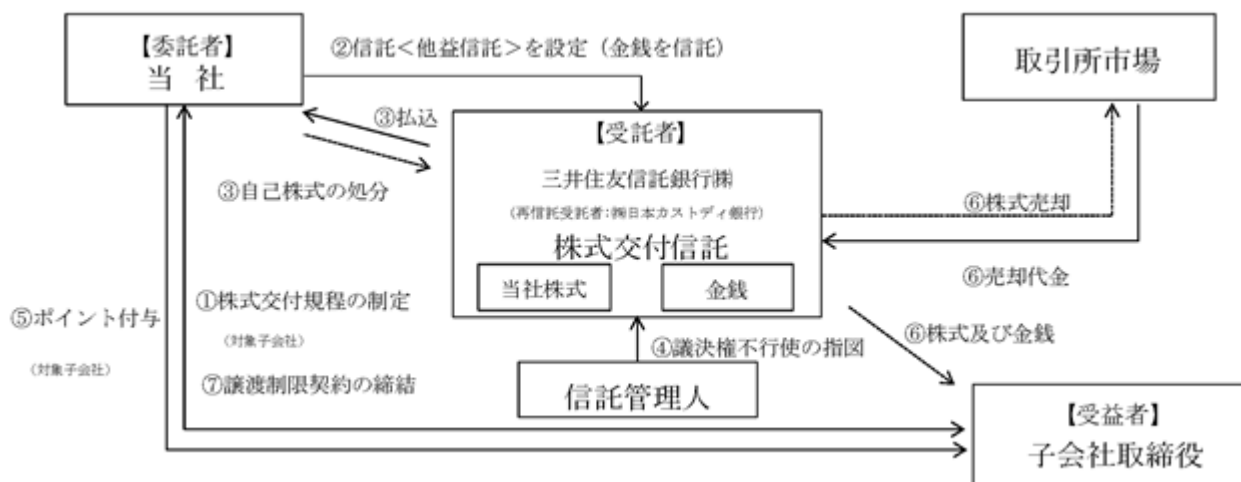 【委託者】
当 社
②信託＜他益信託＞を設定（金銭を信託）
取引所市場
③払込
【受託者】
三井住友信託銀行㈱
(再信託受託者：㈱日本カストディ銀行)
株式交付信託
当社株式
金銭
③自己株式の処分
⑥株式売却
⑥売却代金
①株式交付規程の制定
(対象子会社)
⑤ポイント付与
(対象子会社)
⑥株式及び金銭
④議決権不行使の指図
⑦譲渡制限契約の締結
信託管理人
【受益者】
子会社取締役